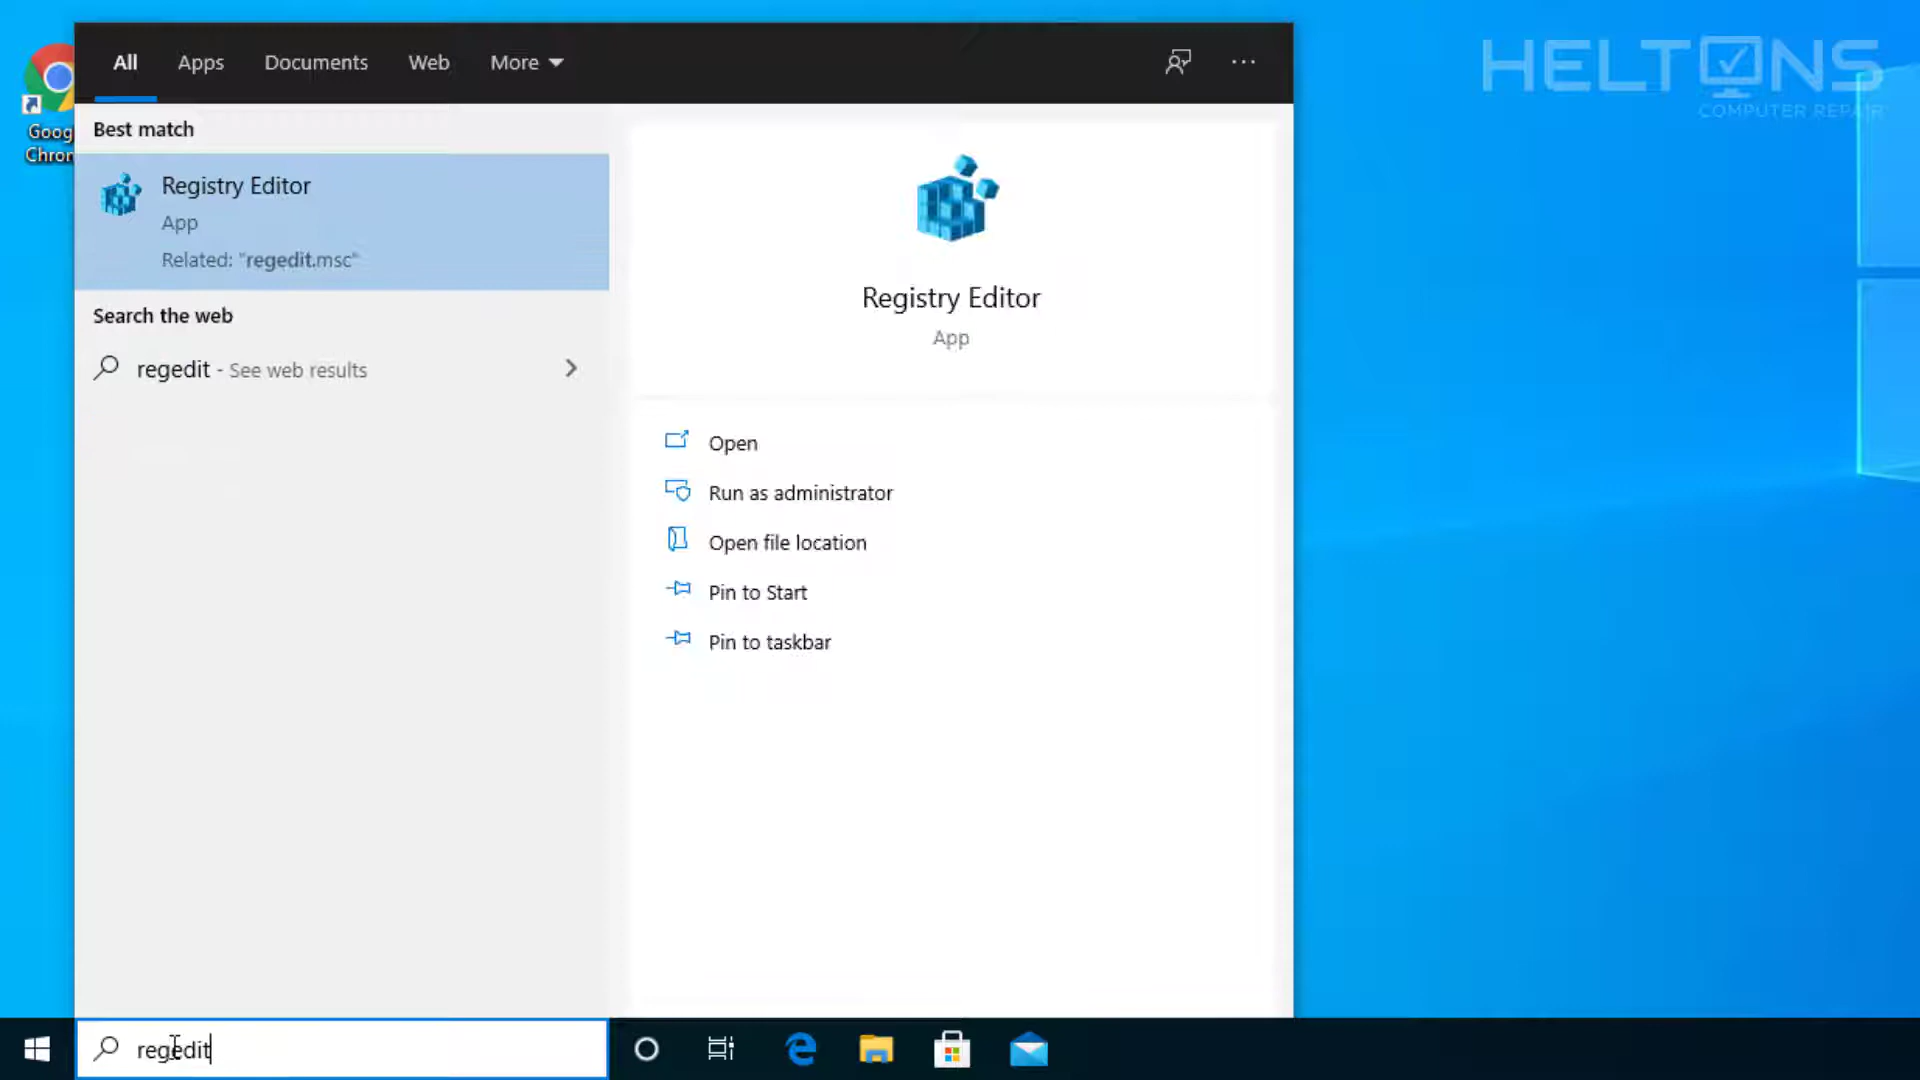 HELTONS
COMPUTER REPAIR
Goog
Chron
All Apps Documents Web More
Best match
Registry Editor
App
Related: "regedit.msc"
Search the web
regedit - See web results
Registry Editor
App
Open
Run as administrator
Open file location
Pin to Start
Pin to taskbar
regedit